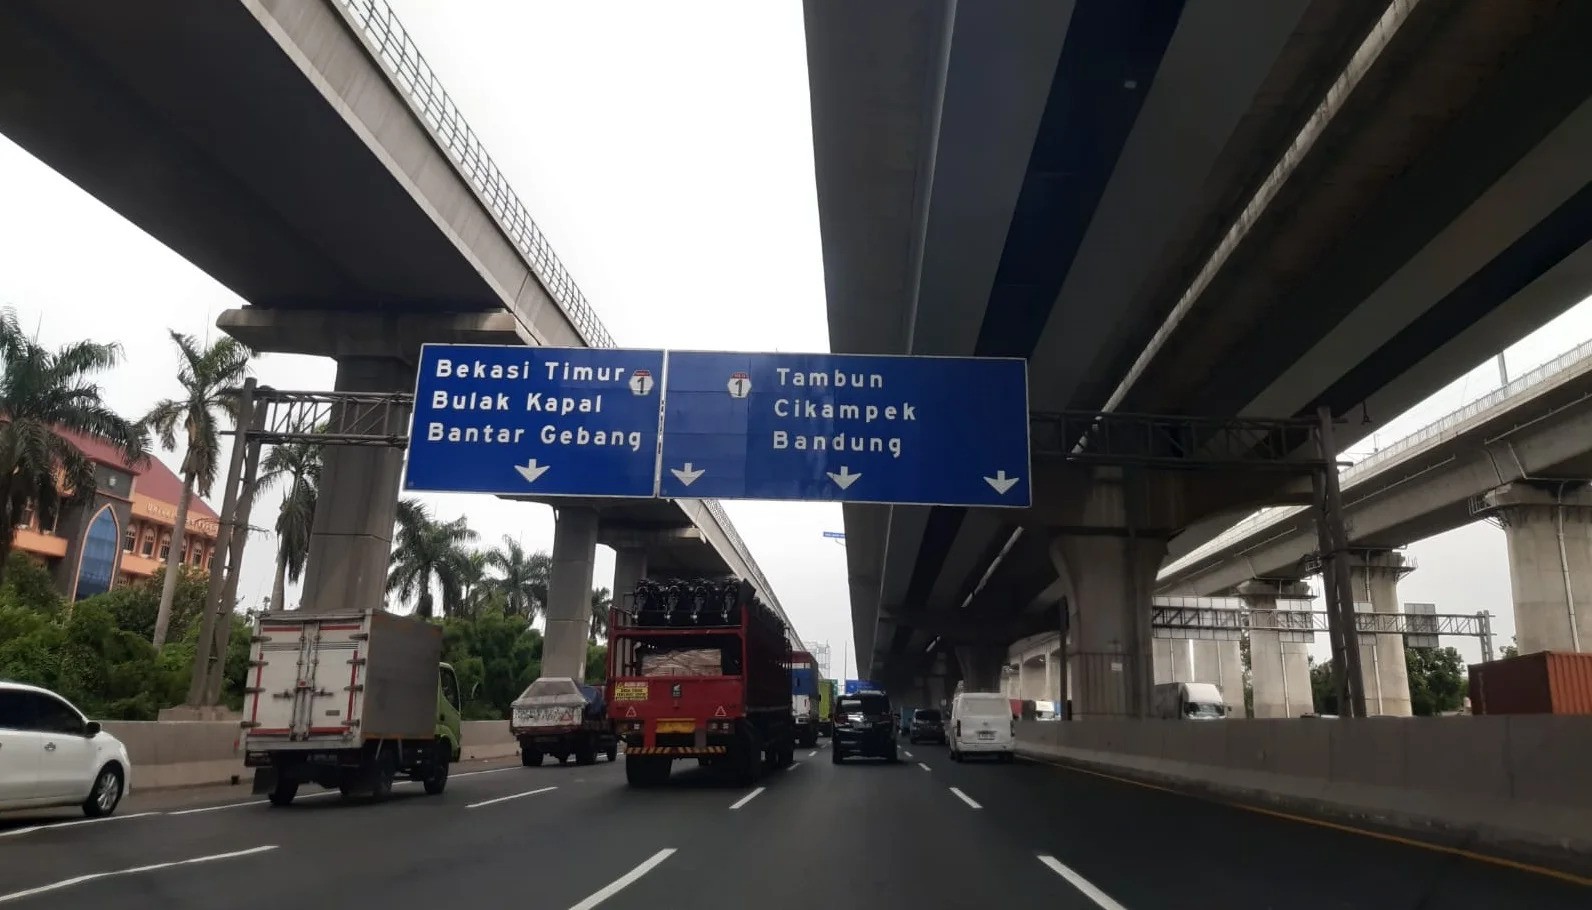 Bekasi Timur
1
Bulak Kapal
Bantar Gebang
1
Tambun
Cikampek
Bandung